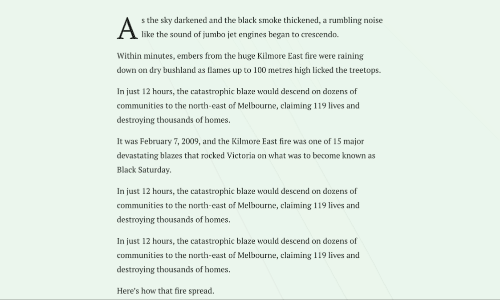 As the sky darkened and the black smoke thickened, a rumbling noise
like the sound of jumbo jet engines began to crescendo.
Within minutes, embers from the huge Kilmore East fire were raining
down on dry bushland as flames up to 100 metres high licked the treetops.
In just 12 hours, the catastrophic blaze would descend on dozens of
communities to the north-east of Melbourne, claiming 119 lives and
destroying thousands of homes.
It was February 7, 2009, and the Kilmore East fire was one of 15 major
devastating blazes that rocked Victoria on what was to become known as
Black Saturday.
In just 12 hours, the catastrophic blaze would descend on dozens of
communities to the north-east of Melbourne, claiming 119 lives and
destroying thousands of homes.
In just 12 hours, the catastrophic blaze would descend on dozens of
communities to the north-east of Melbourne, claiming 119 lives and
destroying thousands of homes.
Here's how that fire spread.